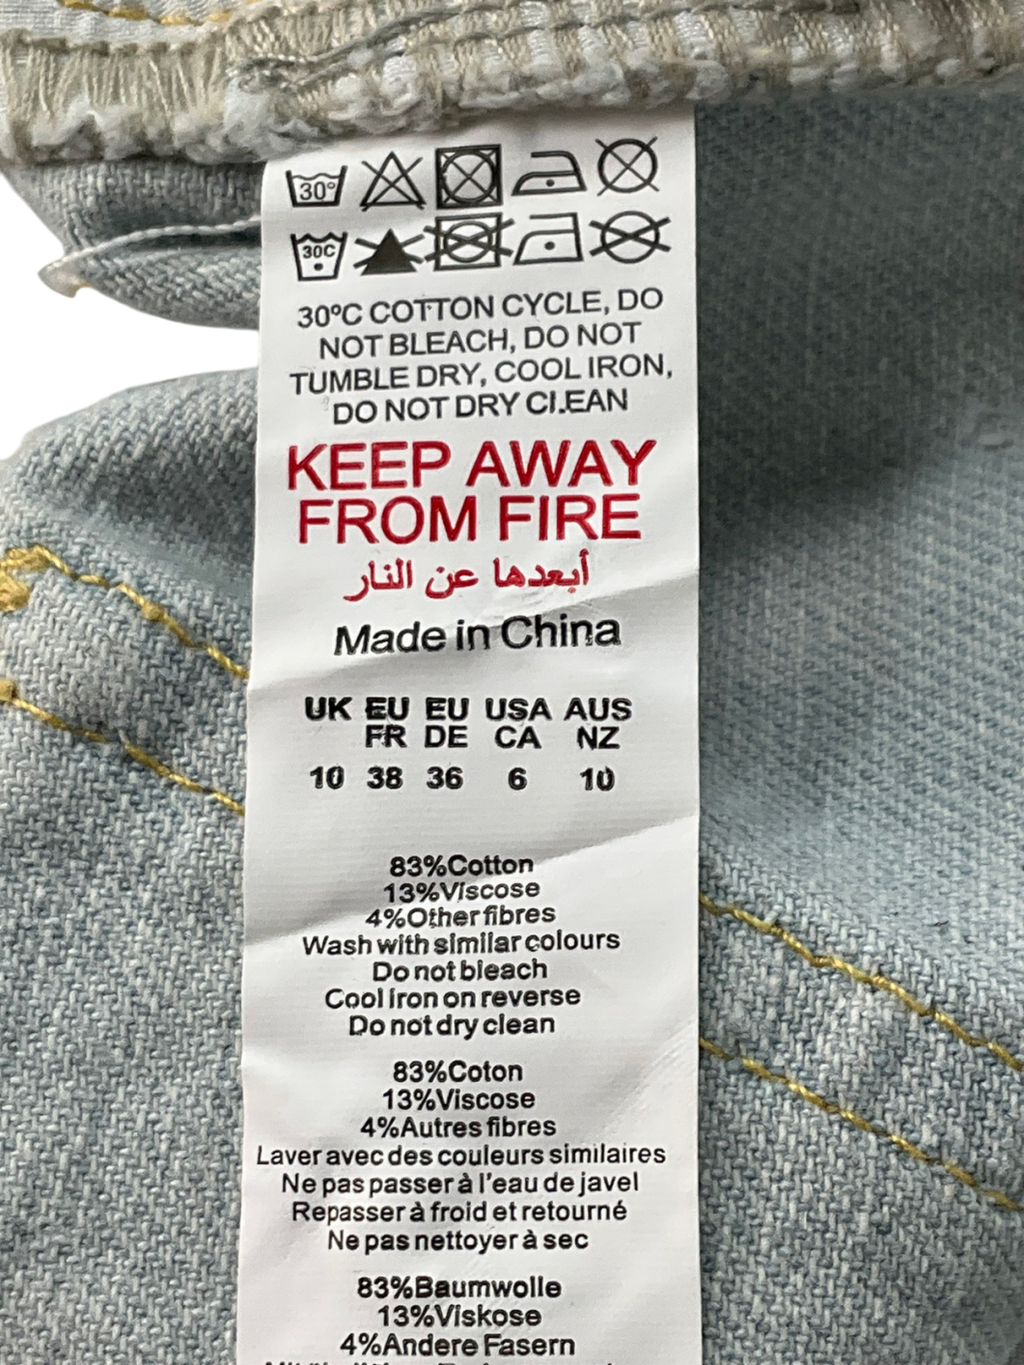 30°
30C
30ºC COTTON CYCLE, DO
NOT BLEACH, DO NOT
TUMBLE DRY, COOL IRON,
DO NOT DRY CLEAN
KEEP AWAY
FROM FIRE
أبعدها عن النار
Made in China
UK EU EU USA AUS
FR DE CA NZ
10 38 36 6 10
83%Cotton
13%Viscose
4%Other fibres
Wash with similar colours
Do not bleach
Cool iron on reverse
Do not dry clean
83%Coton
13%Viscose
4%Autres fibres
Laver avec des couleurs similaires
Ne pas passer à l'eau de javel
Repasser à froid et retourné
Ne pas nettoyer à sec
83%Baumwolle
13%Viskose
4%Andere Fasern